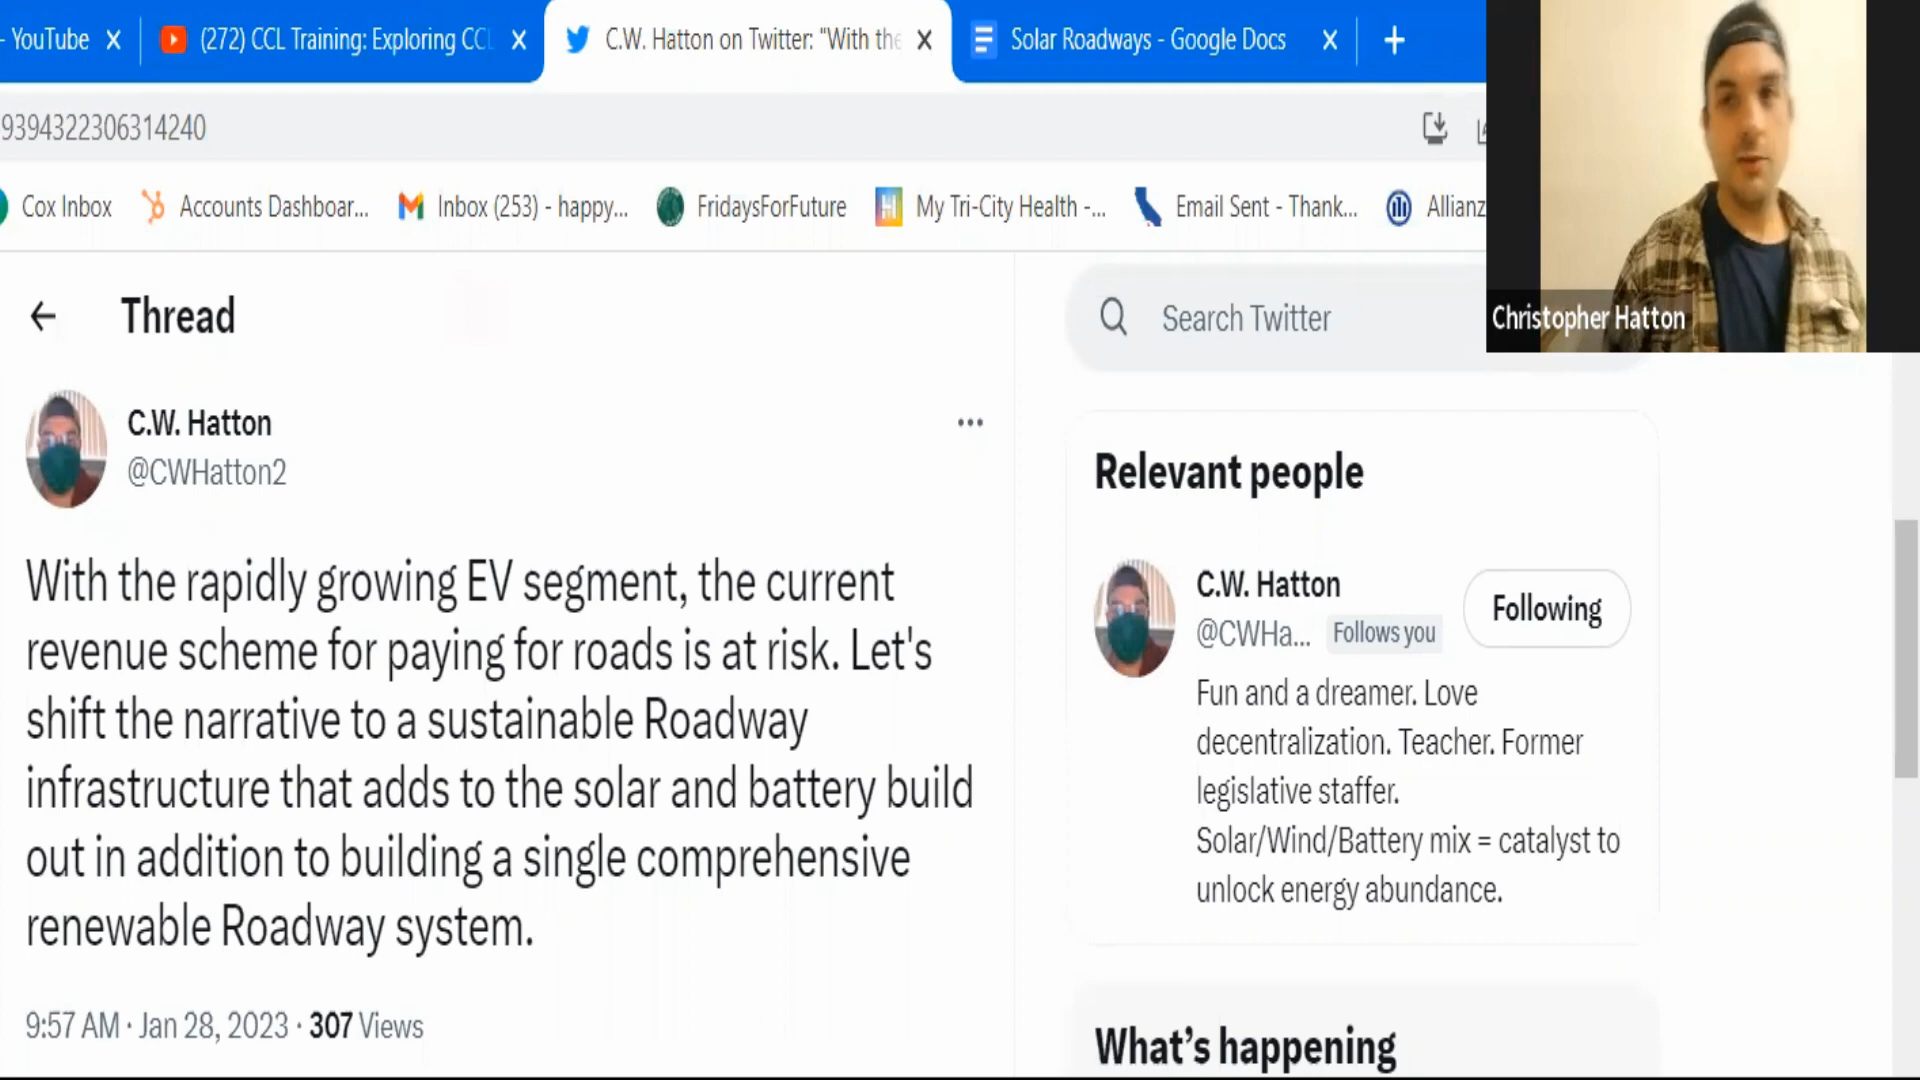 - YouTube
(272) CCL Training: Exploring CCL
C.W. Hatton on Twitter: "With the
Solar Roadways - Google Docs
9394322306314240
Cox Inbox
Accounts Dashboar...
Inbox (253) - happy...
FridaysForFuture
My Tri-City Health -...
Email Sent - Thank...
Allianz
Christopher Hatton
Thread
Search Twitter
C.W. Hatton
@CWHatton2
With the rapidly growing EV segment, the current
revenue scheme for paying for roads is at risk. Let's
shift the narrative to a sustainable Roadway
infrastructure that adds to the solar and battery build
out in addition to building a single comprehensive
renewable Roadway system.
9:57 AM · Jan 28, 2023 · 307 Views
Relevant people
C.W. Hatton
@CWHa... Follows you
Following
Fun and a dreamer. Love
decentralization. Teacher. Former
legislative staffer.
Solar/Wind/Battery mix = catalyst to
unlock energy abundance.
What's happening